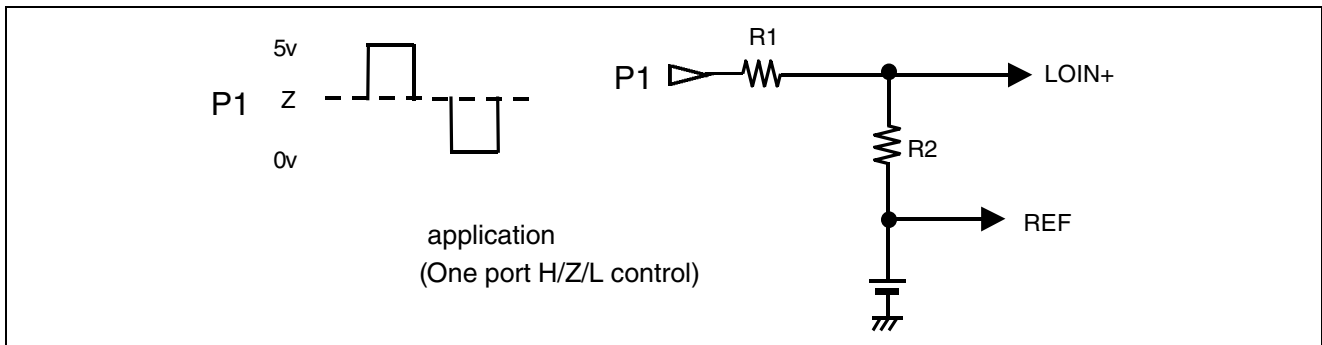 5v
P1 Z
0v
application
(One port H/Z/L control)
R1
P1
LOIN+
R2
REF